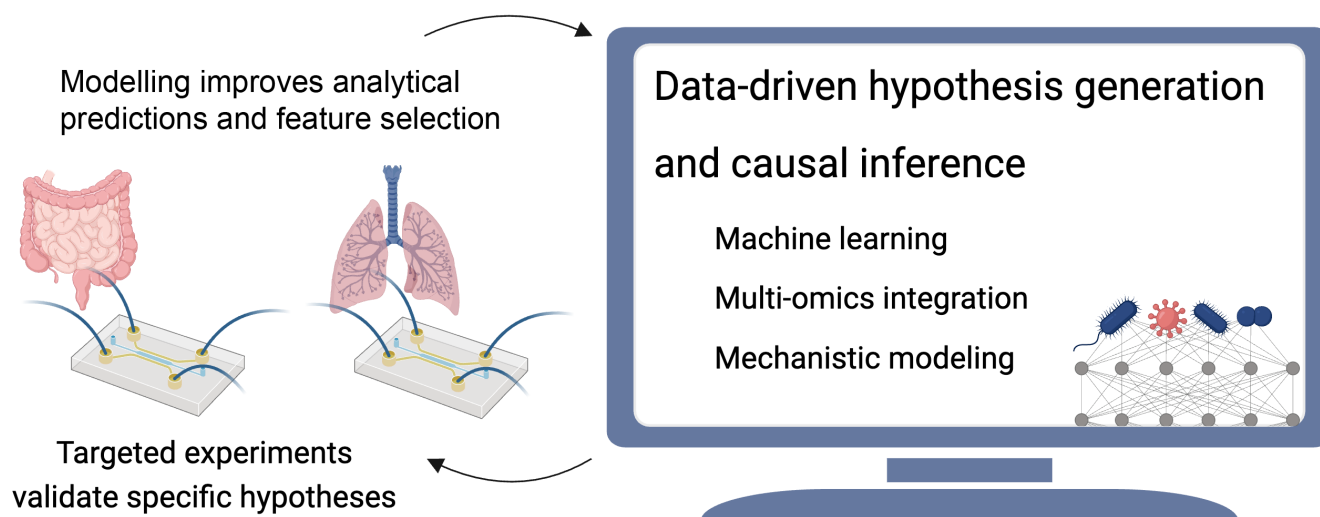 Modelling improves analytical
predictions and feature selection
Targeted experiments
validate specific hypotheses
Data-driven hypothesis generation
and causal inference
Machine learning
Multi-omics integration
Mechanistic modeling